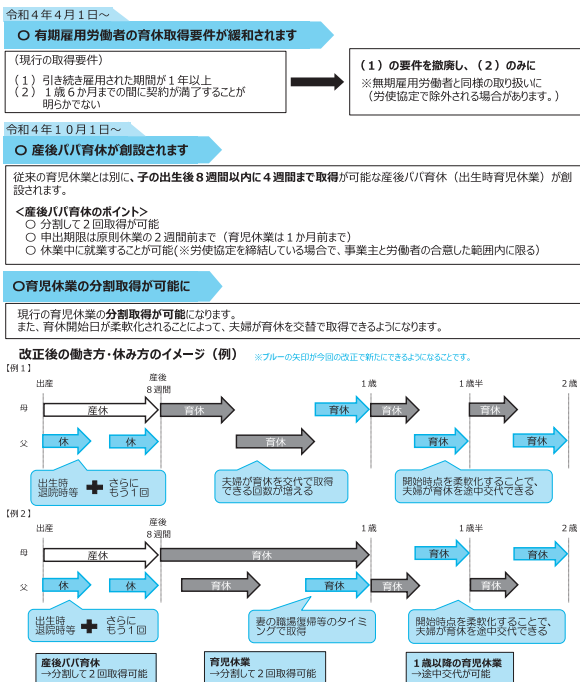 令和４年４月１日～
〇 有期雇用労働者の育休取得要件が緩和されます
（現行の取得要件）
（１）引き続き雇用された期間が１年以上
（２）１歳６か月までの間に契約が満了することが
明らかでない
（１）の要件を撤廃し、（２）のみに
※無期雇用労働者と同様の取り扱いに
（労使協定で除外される場合があります。）
令和４年１０月１日～
〇 産後パパ育休が創設されます
従来の育児休業とは別に、子の出生後８週間以内に４週間まで取得が可能な産後パパ育休（出生時育児休業）が創
設されます。
＜産後パパ育休のポイント＞
〇 分割して２回取得が可能
〇 申出期限は原則休業の２週間前まで（育児休業は１か月前まで）
〇 休業中に就業することが可能(※労使協定を締結している場合で、事業主と労働者の合意した範囲内に限る）
〇育児休業の分割取得が可能に
現行の育児休業の分割取得が可能になります。
また、育休開始日が柔軟化されることによって、夫婦が育休を交替で取得できるようになります。
改正後の働き方・休み方のイメージ（例） ※ブルーの矢印が今回の改正で新たにできるようになることです。
【例１】
出産 産後 １歳 １歳半 ２歳
８週間
母 産休 育休 育休 育休 育休
父 休 休 育休 育休 育休
出生時 さらに
退院時等 ＋ もう１回
夫婦が育休を交代で取得
できる回数が増える
開始時点を柔軟化することで、
夫婦が育休を途中交代できる
【例２】
出産 産後 １歳 １歳半 ２歳
８週間
母 産休 育休 育休 育休
父 休 休 育休 育休 育休 育休
出生時 さらに
退院時等 ＋ もう１回
妻の職場復帰等のタイミ
ングで取得
開始時点を柔軟化することで、
夫婦が育休を途中交代できる
産後パパ育休
→分割して２回取得可能
育児休業
→分割して２回取得可能
１歳以降の育児休業
→途中交代が可能